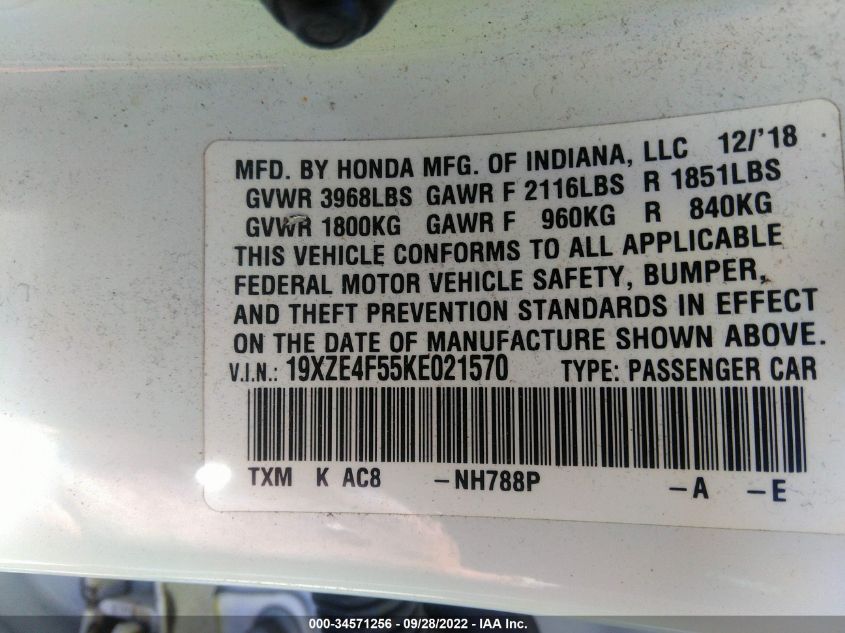 MFD. BY HONDA MFG. OF INDIANA, LLC 12/'18
GVWR 3968LBS GAWR F 2116LBS R 1851LBS
GVWR 1800KG GAWR F 960KG R 840KG
THIS VEHICLE CONFORMS TO ALL APPLICABLE
FEDERAL MOTOR VEHICLE SAFETY, BUMPER,
AND THEFT PREVENTION STANDARDS IN EFFECT
ON THE DATE OF MANUFACTURE SHOWN ABOVE.
V.I.N.: 19XZE4F55KE021570 TYPE: PASSENGER CAR
TXM K AC8 -NH788P -A -E
000-34571256 - 09/28/2022 - IAA Inc.